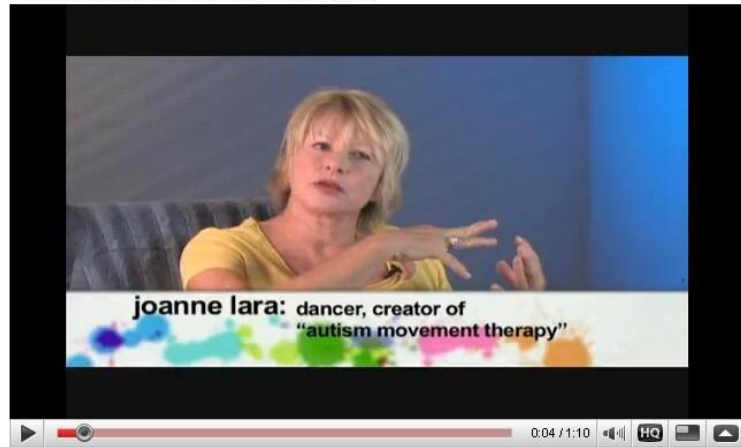 joanne lara: dancer, creator of
"autism movement therapy"
0:04 / 1:10
HQ